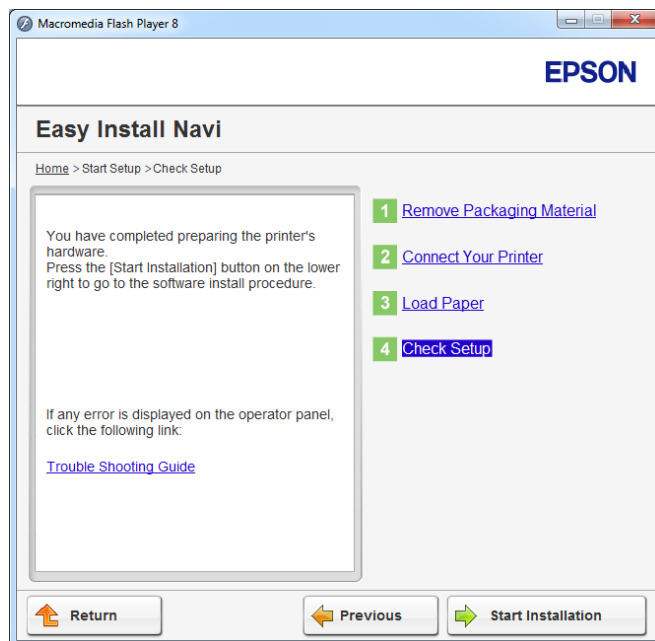 Macromedia Flash Player 8
EPSON
Easy Install Navi
Home > Start Setup >Check Setup
You have completed preparing the printer's
hardware.
Press the [Start Installation] button on the lower
right to go to the software install procedure.
If any error is displayed on the operator panel,
click the following link:
Trouble Shooting Guide
1 Remove Packaging Material
2 Connect Your Printer
3 Load Paper
4 Check Setup
Return
Previous
Start Installation